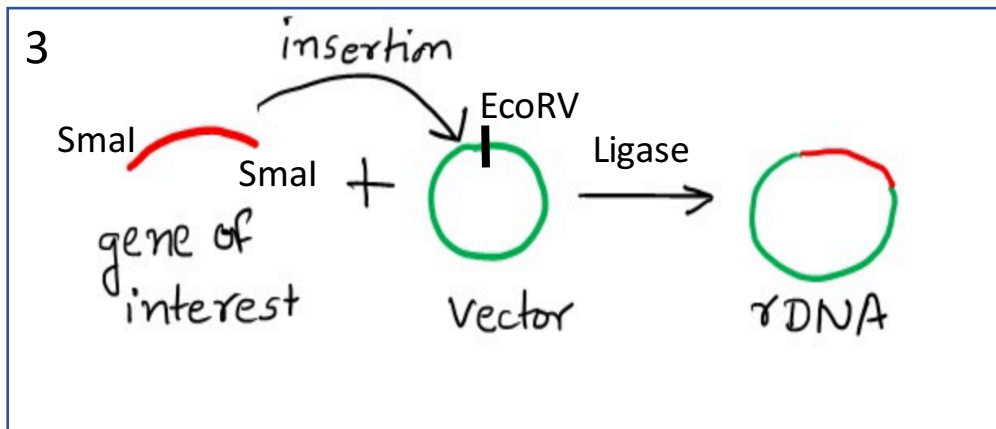 3
insertion
EcoRV
SmaI
SmaI
+
Ligase
gene of
interest
vector
rDNA